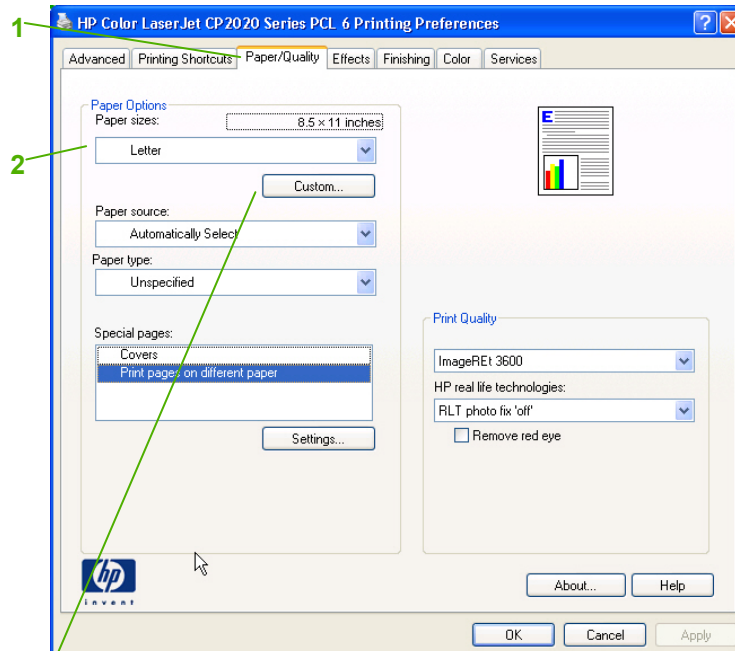 1
HP Color LaserJet CP2020 Series PCL 6 Printing Preferences
Advanced Printing Shortcuts Paper/Quality Effects Finishing Color Services
Paper Options
Paper sizes: 8.5 × 11 inches
E
2
Letter
Custom...
Paper source:
Automatically Select
Paper type:
Unspecified
Special pages:
Covers
Print pages on different paper
Settings...
Print Quality
ImageREt 3600
HP real life technologies:
RLT photo fix 'off'
Remove red eye
hp
invent
About... Help
OK Cancel Apply